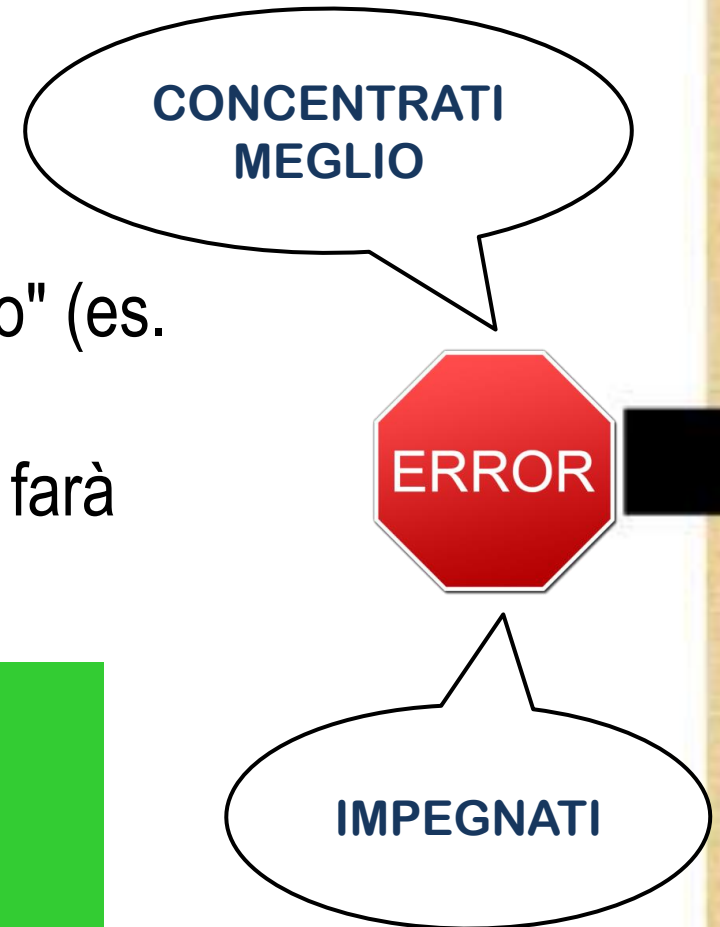 CONCENTRATI
MEGLIO
" (es.
farà
ERROR
IMPEGNATI